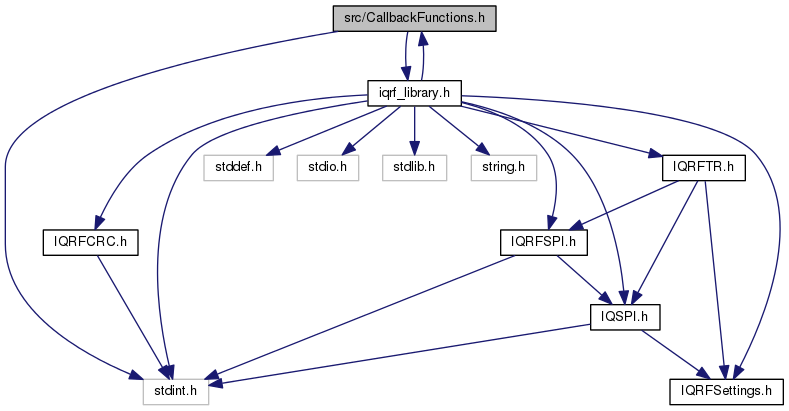 src/CallbackFunctions.h
iqrf_library.h
stddef.h
stdio.h
stdlib.h
string.h
IQRFTR.h
IQRFCRC.h
IQRFSPI.h
IQSPI.h
stdint.h
IQRFSettings.h